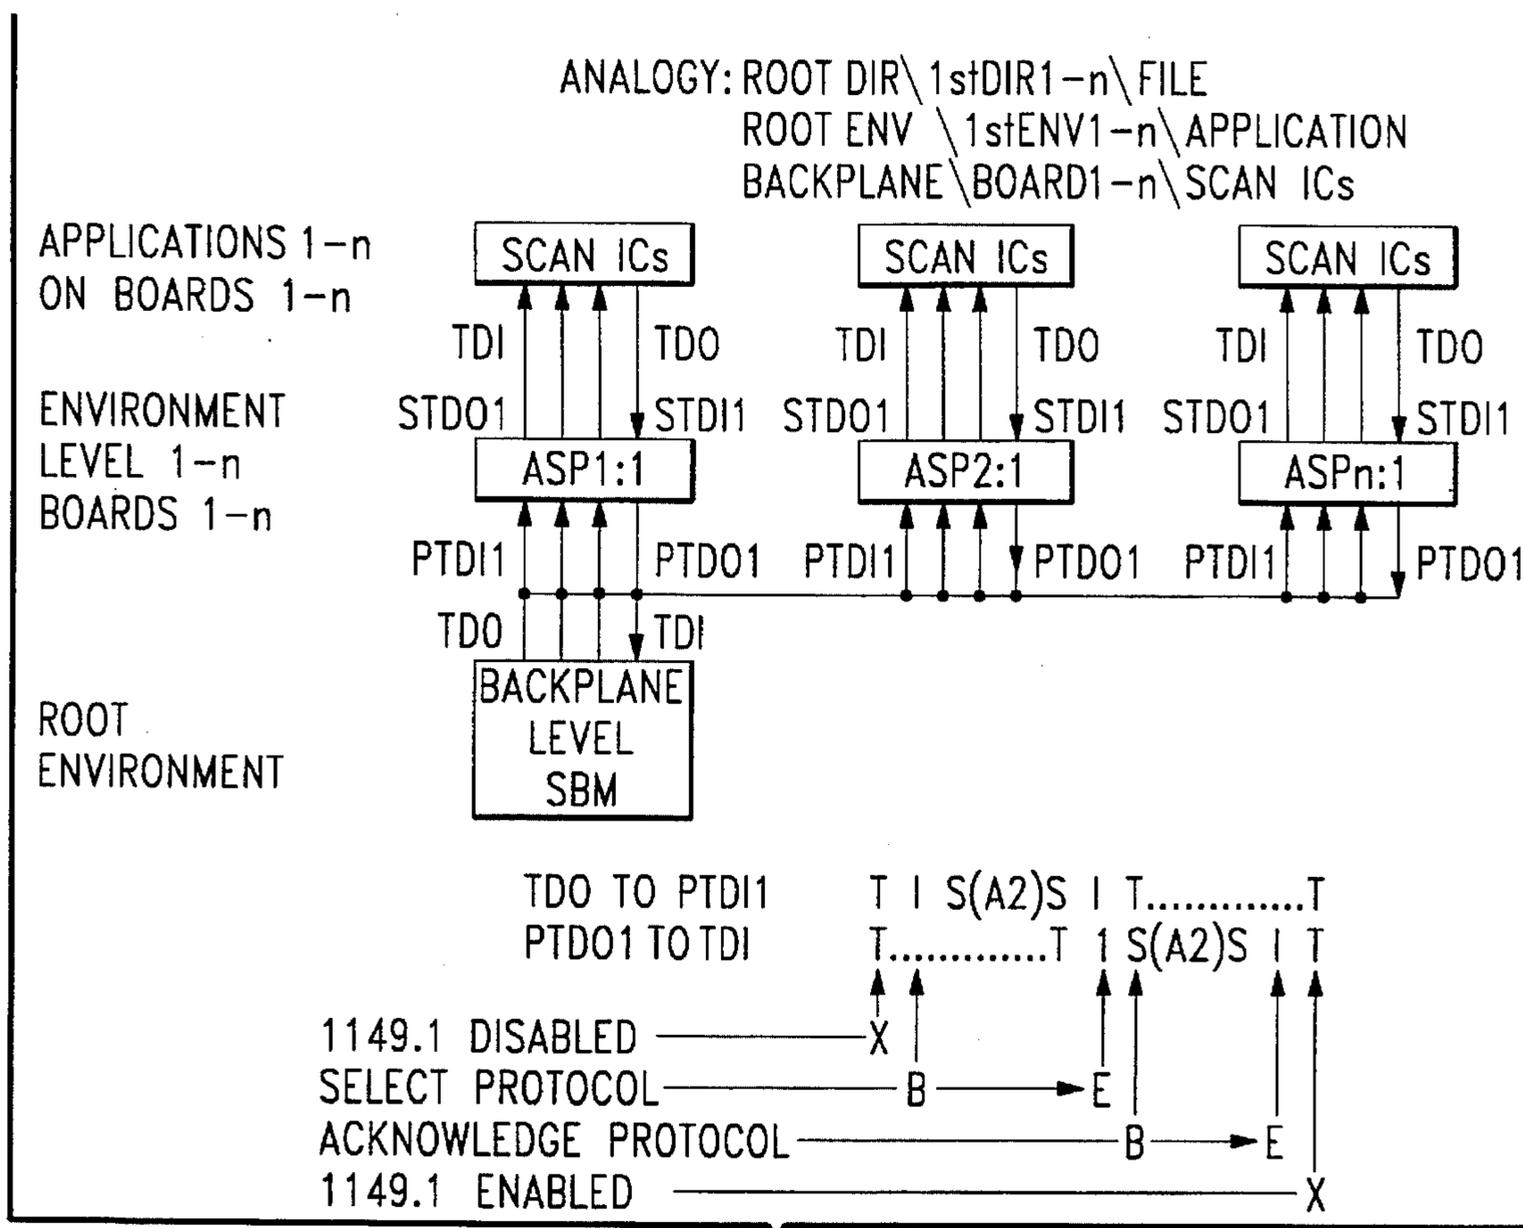 ANALOGY: ROOT DIR\1stDIR1-n\FILE
ROOT ENV \1stENV1-n\APPLICATION
BACKPLANE\BOARD1-n\SCAN ICs
APPLICATIONS 1-n
ON BOARDS 1-n
SCAN ICs SCAN ICs SCAN ICs
TDI TDO TDI TDO TDI TDO
ENVIRONMENT
LEVEL 1-n
BOARDS 1-n
STDO1 STDI1 STDO1 STDI1 STDO1 STDI1
ASP1:1 ASP2:1 ASPn:1
PTDI1 PTDO1 PTDI1 PTDO1 PTDI1 PTDO1
TDO TDI
BACKPLANE
LEVEL
SBM
ROOT
ENVIRONMENT
TDO TO PTDI1 T I S(A2)S I T.............T
PTDO1 TO TDI T.............T 1 S(A2)S I T
1149.1 DISABLED X
SELECT PROTOCOL B E
ACKNOWLEDGE PROTOCOL B E
1149.1 ENABLED X